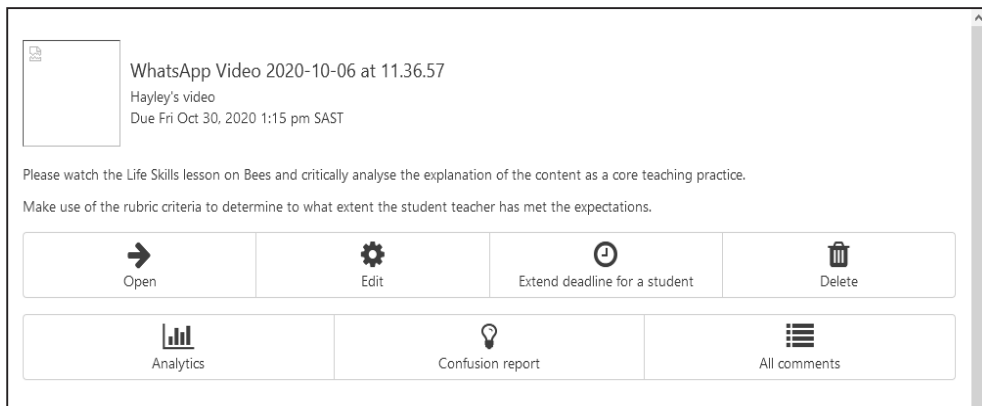 WhatsApp Video 2020-10-06 at 11.36.57
Hayley's video
Due Fri Oct 30, 2020 1:15 pm SAST
Please watch the Life Skills lesson on Bees and critically analyse the explanation of the content as a core teaching practice.
Make use of the rubric criteria to determine to what extent the student teacher has met the expectations.
Open Edit Extend deadline for a student Delete
Analytics Confusion report All comments